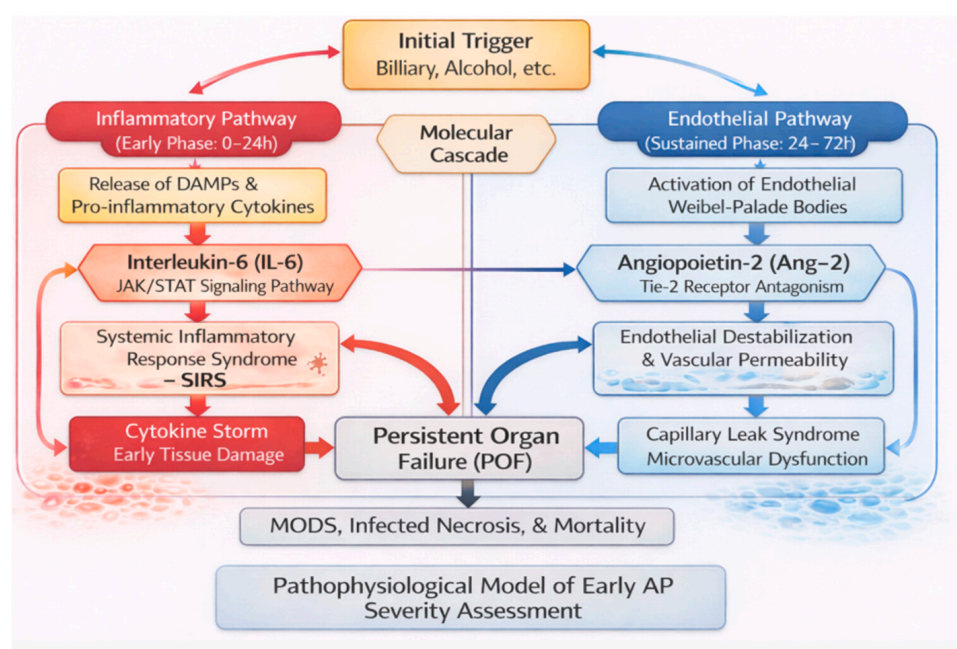 Initial Trigger
Billiary, Alcohol, etc.
Inflammatory Pathway
(Early Phase: 0–24h)
Molecular
Cascade
Endothelial Pathway
(Sustained Phase: 24–72h)
Release of DAMPs &
Pro-inflammatory Cytokines
Activation of Endothelial
Weibel-Palade Bodies
Interleukin-6 (IL-6)
JAK/STAT Signaling Pathway
Angiopoietin-2 (Ang–2)
Tie-2 Receptor Antagonism
Systemic Inflammatory
Response Syndrome
– SIRS
Endothelial Destabilization
& Vascular Permeability
Cytokine Storm
Early Tissue Damage
Persistent Organ
Failure (POF)
Capillary Leak Syndrome
Microvascular Dysfunction
MODS, Infected Necrosis, & Mortality
Pathophysiological Model of Early AP
Severity Assessment